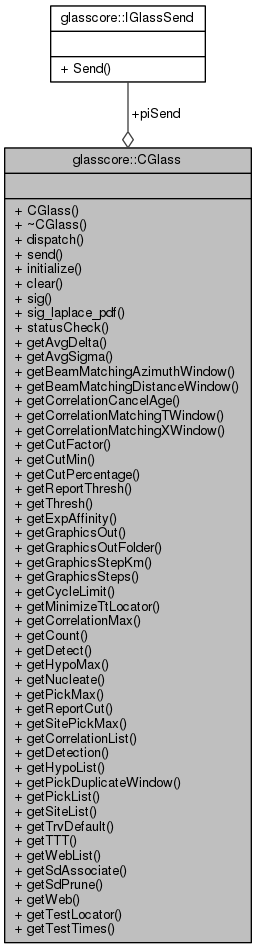 glasscore::IGlassSend
+ Send()
+piSend
glasscore::CGlass
+ CGlass()
+ ~CGlass()
+ dispatch()
+ send()
+ initialize()
+ clear()
+ sig()
+ sig_laplace_pdf()
+ statusCheck()
+ getAvgDelta()
+ getAvgSigma()
+ getBeamMatchingAzimuthWindow()
+ getBeamMatchingDistanceWindow()
+ getCorrelationCancelAge()
+ getCorrelationMatchingTWindow()
+ getCorrelationMatchingXWindow()
+ getCutFactor()
+ getCutMin()
+ getCutPercentage()
+ getReportThresh()
+ getThresh()
+ getExpAffinity()
+ getGraphicsOut()
+ getGraphicsOutFolder()
+ getGraphicsStepKm()
+ getGraphicsSteps()
+ getCycleLimit()
+ getMinimizeTtLocator()
+ getCorrelationMax()
+ getCount()
+ getDetect()
+ getHypoMax()
+ getNucleate()
+ getPickMax()
+ getReportCut()
+ getSitePickMax()
+ getCorrelationList()
+ getDetection()
+ getHypoList()
+ getPickDuplicateWindow()
+ getPickList()
+ getSiteList()
+ getTrvDefault()
+ getTTT()
+ getWebList()
+ getSdAssociate()
+ getSdPrune()
+ getWeb()
+ getTestLocator()
+ getTestTimes()